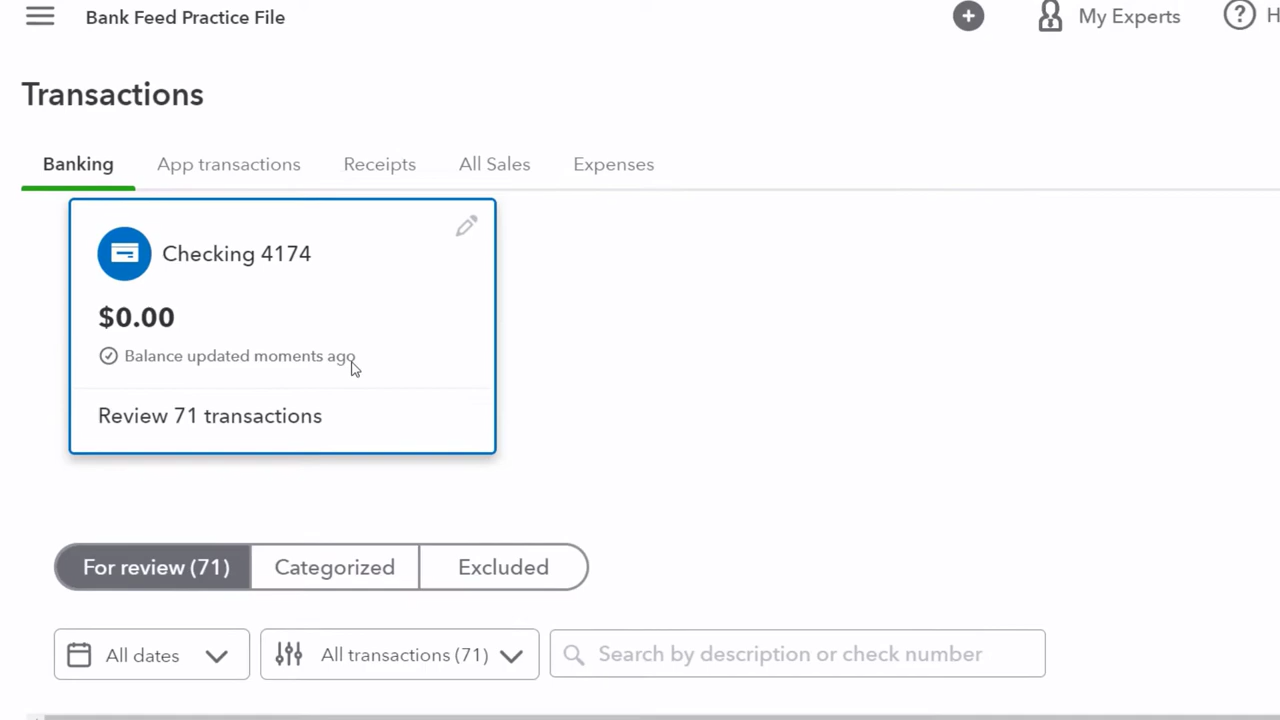 Bank Feed Practice File
My Experts
H
Transactions
Banking
App transactions
Receipts
All Sales
Expenses
Checking 4174
$0.00
Balance updated moments ago
Review 71 transactions
For review (71)
Categorized
Excluded
All dates
All transactions (71)
Search by description or check number